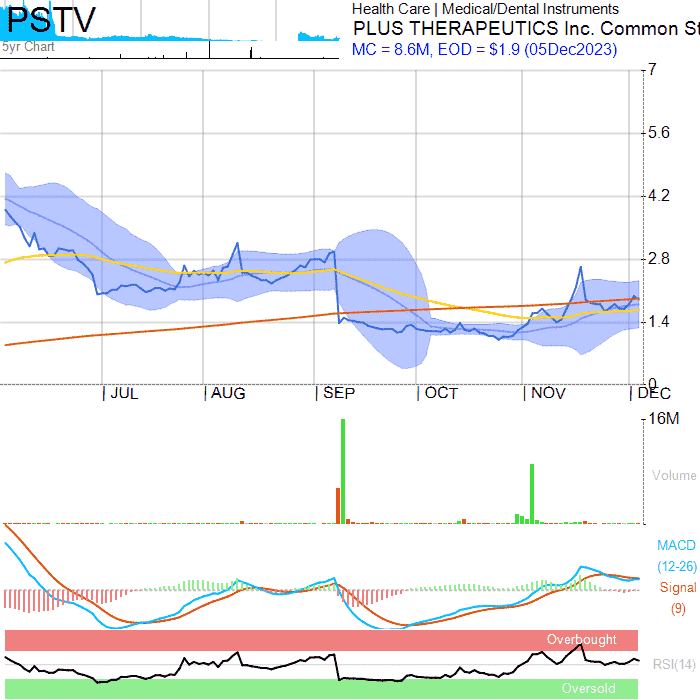 PSTV
5yr Chart
Health Care | Medical/Dental Instruments
PLUS THERAPEUTICS Inc. Common St
MC = 8.6M, EOD = $1.9 (05Dec2023)
7
5.6
4.2
2.8
1.4
0
JUL AUG SEP OCT NOV DEC
16M
Volume
MACD
(12-26)
Signal
(9)
Overbought
RSI(14)
Oversold